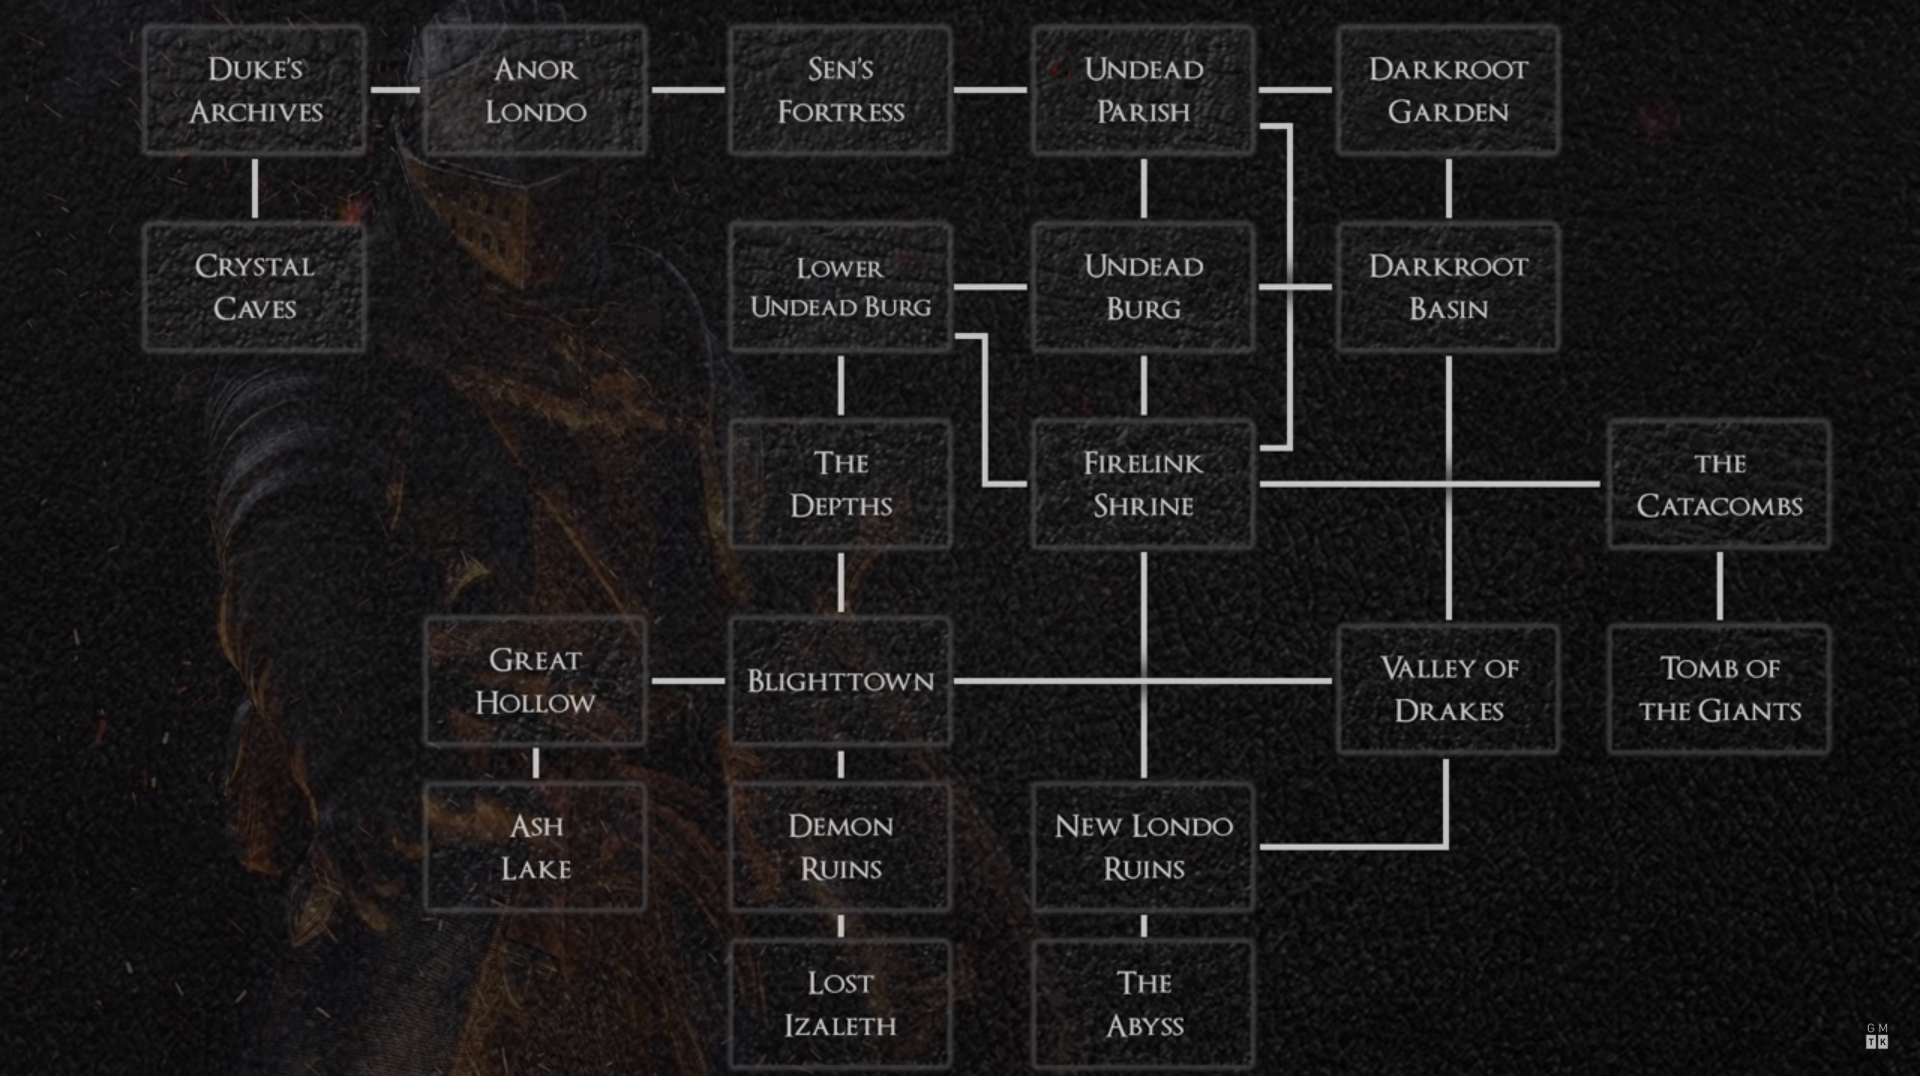 DUKE'S
ARCHIVES
ANOR
LONDO
SEN'S
FORTRESS
UNDEAD
PARISH
DARKROOT
GARDEN
CRYSTAL
CAVES
LOWER
UNDEAD BURG
UNDEAD
BURG
DARKROOT
BASIN
THE
DEPTHS
FIRELINK
SHRINE
THE
CATACOMBS
GREAT
HOLLOW
BLIGHTTOWN
VALLEY OF
DRAKES
TOMB OF
THE GIANTS
ASH
LAKE
DEMON
RUINS
NEW LONDO
RUINS
LOST
IZALETH
THE
ABYSS
GM
TK